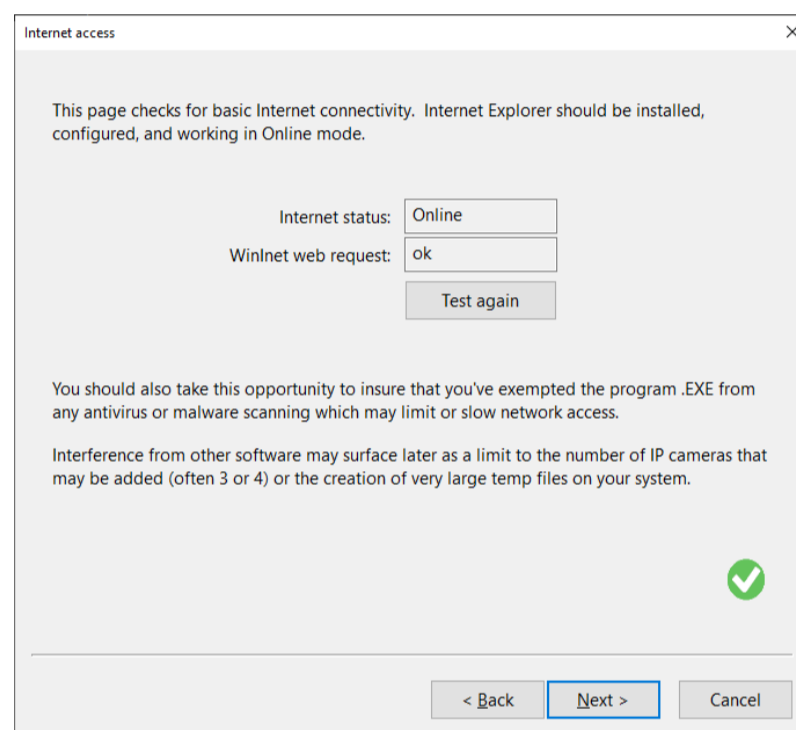 Internet access
This page checks for basic Internet connectivity.  Internet Explorer should be installed,
configured, and working in Online mode.
Internet status: Online
WinInet web request: ok
Test again
You should also take this opportunity to insure that you've exempted the program .EXE from
any antivirus or malware scanning which may limit or slow network access.
Interference from other software may surface later as a limit to the number of IP cameras that
may be added (often 3 or 4) or the creation of very large temp files on your system.
< Back Next > Cancel